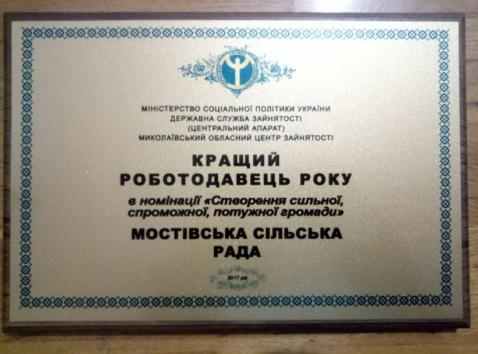 МІНІСТЕРСТВО СОЦІАЛЬНОЇ ПОЛІТИКИ УКРАЇНИ
ДЕРЖАВНА СЛУЖБА ЗАЙНЯТОСТІ
(ЦЕНТРАЛЬНИЙ АПАРАТ)
МИКОЛАЇВСЬКИЙ ОБЛАСНИЙ ЦЕНТР ЗАЙНЯТОСТІ
КРАЩИЙ
РОБОТОДАВЕЦЬ РОКУ
в номінації «Створення сильної,
спроможної, потужної громади»
МОСТІВСЬКА СІЛЬСЬКА
РАДА
2017 рік